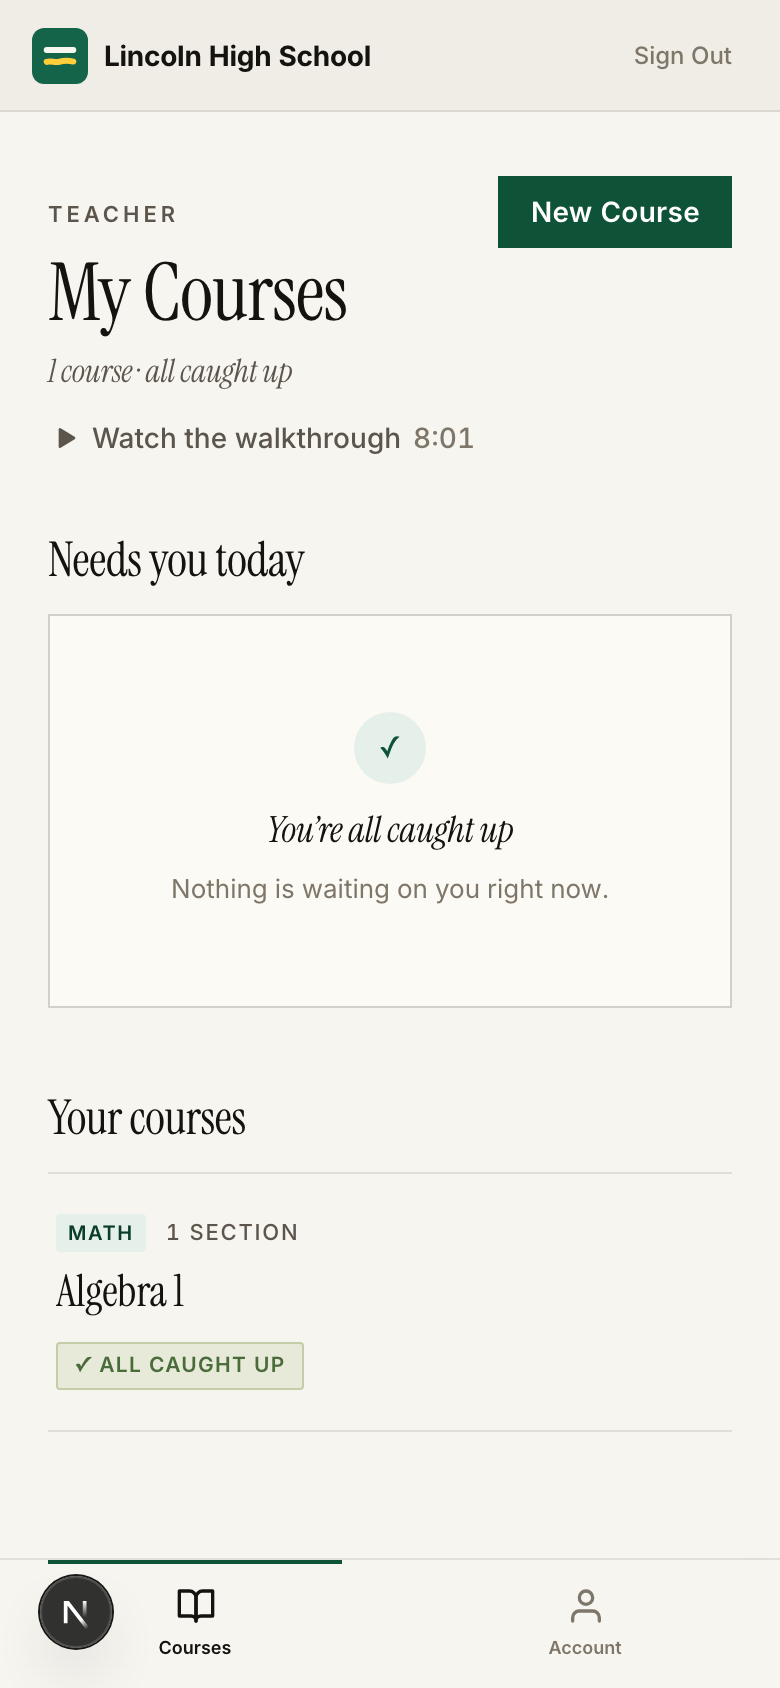 Lincoln High School
Sign Out
TEACHER
New Course
My Courses
1 course · all caught up
Watch the walkthrough 8:01
Needs you today
✓
You're all caught up
Nothing is waiting on you right now.
Your courses
MATH 1 SECTION
Algebra 1
✓ ALL CAUGHT UP
N
Courses
Account